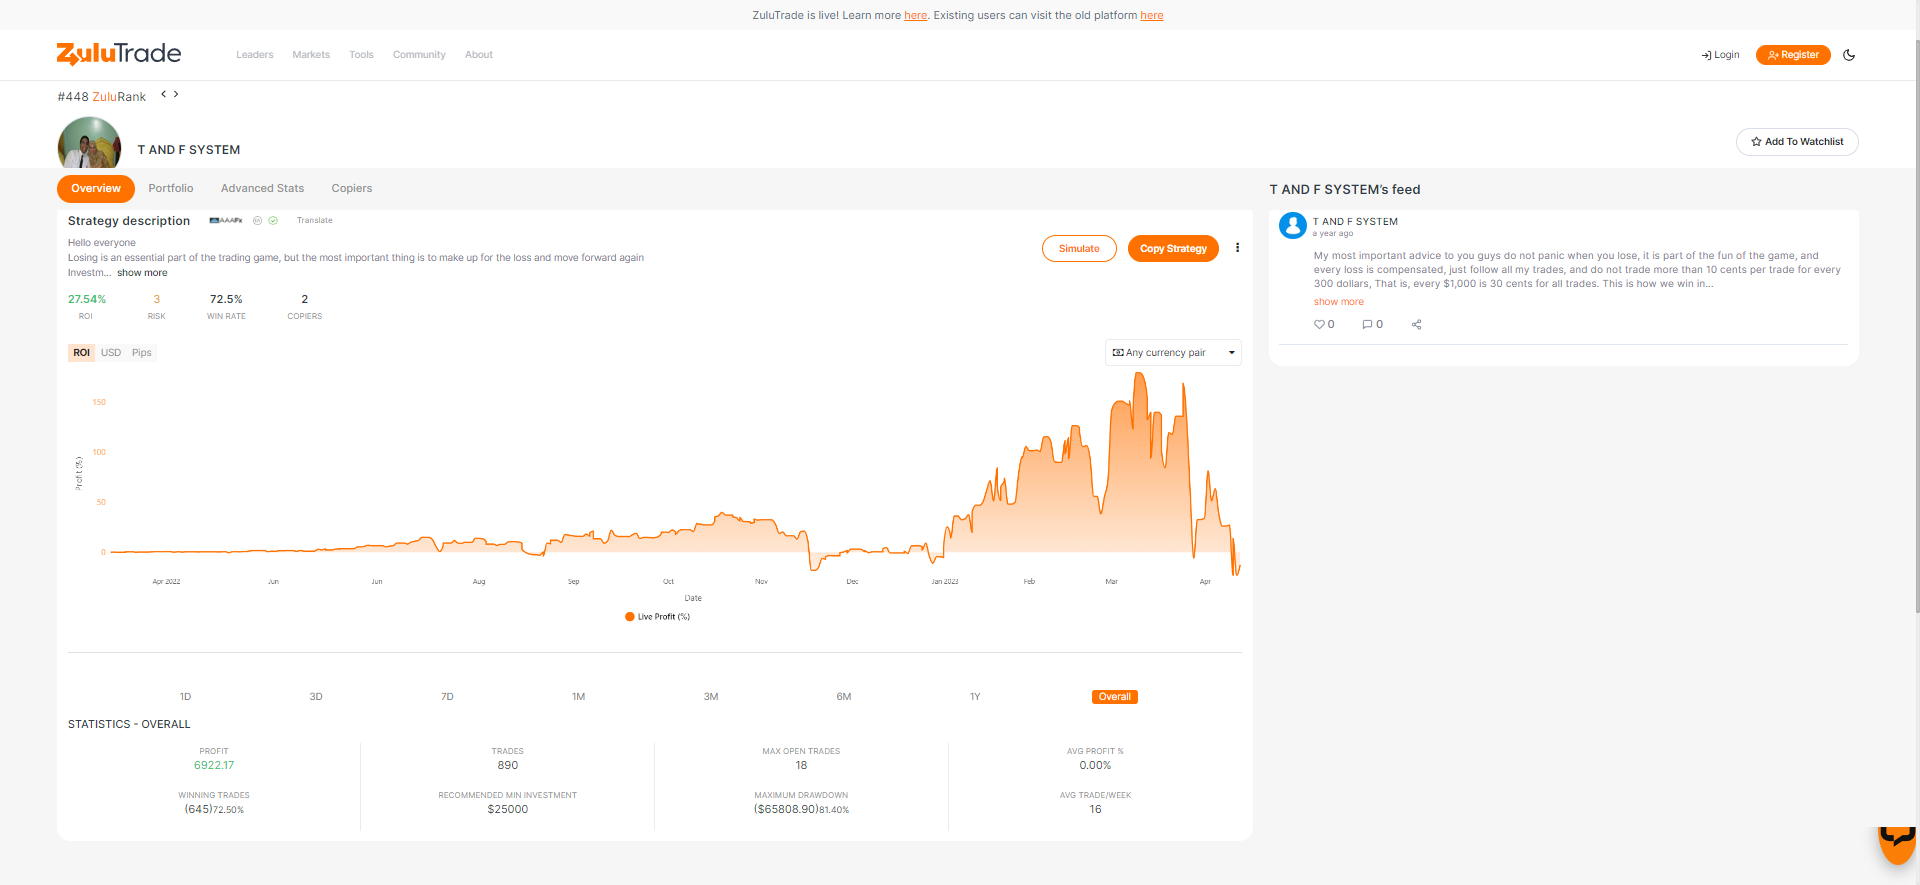 ZuluTrade is live! Learn more here. Existing users can visit the old platform here
ZuluTrade
Leaders Markets Tools Community About
Login Register
#448 ZuluRank
T AND F SYSTEM
Add To Watchlist
Overview Portfolio Advanced Stats Copiers
Strategy description AAAFx Translate
Hello everyone
Losing is an essential part of the trading game, but the most important thing is to make up for the loss and move forward again
Investm... show more
Simulate Copy Strategy
27.54% 3 72.5% 2
ROI RISK WIN RATE COPIERS
ROI USD Pips
Any currency pair
150
100
50
0
Profit (%)
Apr 2022 Jun Jun Aug Sep Oct Nov Dec Jan 2023 Feb Mar Apr
Date
Live Profit (%)
1D 3D 7D 1M 3M 6M 1Y Overall
STATISTICS - OVERALL
PROFIT TRADES MAX OPEN TRADES AVG PROFIT %
6922.17 890 18 0.00%
WINNING TRADES RECOMMENDED MIN INVESTMENT MAXIMUM DRAWDOWN AVG TRADE/WEEK
(645)72.50% $25000 ($65808.90)81.40% 16
T AND F SYSTEM's feed
T AND F SYSTEM
a year ago
My most important advice to you guys do not panic when you lose, it is part of the fun of the game, and
every loss is compensated, just follow all my trades, and do not trade more than 10 cents per trade for every
300 dollars, That is, every $1,000 is 30 cents for all trades. This is how we win in...
show more
0 0